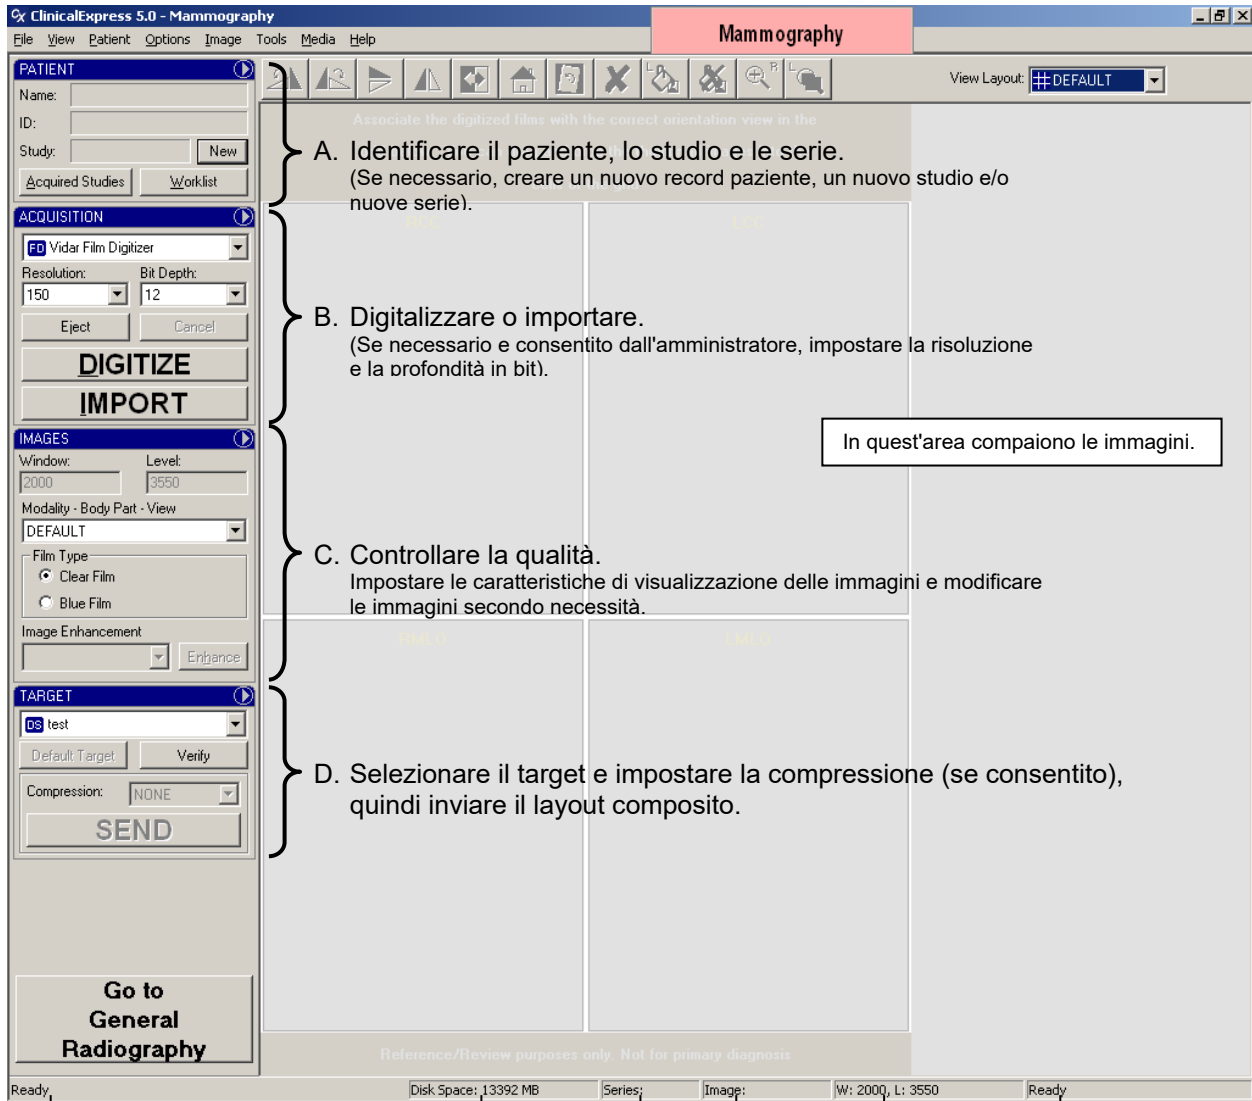 ClinicalExpress 5.0 - Mammography
File View Patient Options Image Tools Media Help
Mammography
PATIENT
Name:
ID:
Study: New
Acquired Studies Worklist
View Layout: DEFAULT
Associate the digitized films with the correct orientation view in the
A. Identificare il paziente, lo studio e le serie.
(Se necessario, creare un nuovo record paziente, un nuovo studio e/o
nuove serie).
ACQUISITION
FD Vidar Film Digitizer
Resolution: Bit Depth:
150 12
Eject Cancel
DIGITIZE
IMPORT
B. Digitalizzare o importare.
(Se necessario e consentito dall'amministratore, impostare la risoluzione
e la profondità in bit).
In quest'area compaiono le immagini.
IMAGES
Window: Level:
2000 3550
Modality - Body Part - View
DEFAULT
Film Type
Clear Film
Blue Film
Image Enhancement
Enhance
C. Controllare la qualità.
Impostare le caratteristiche di visualizzazione delle immagini e modificare
le immagini secondo necessità.
RMLO LMLO
TARGET
DS test
Default Target Verify
Compression: NONE
SEND
D. Selezionare il target e impostare la compressione (se consentito),
quindi inviare il layout composito.
Go to
General
Radiography
Reference/Review purposes only. Not for primary diagnosis
Ready Disk Space: 13392 MB Series: Image: W: 2000, L: 3550 Ready